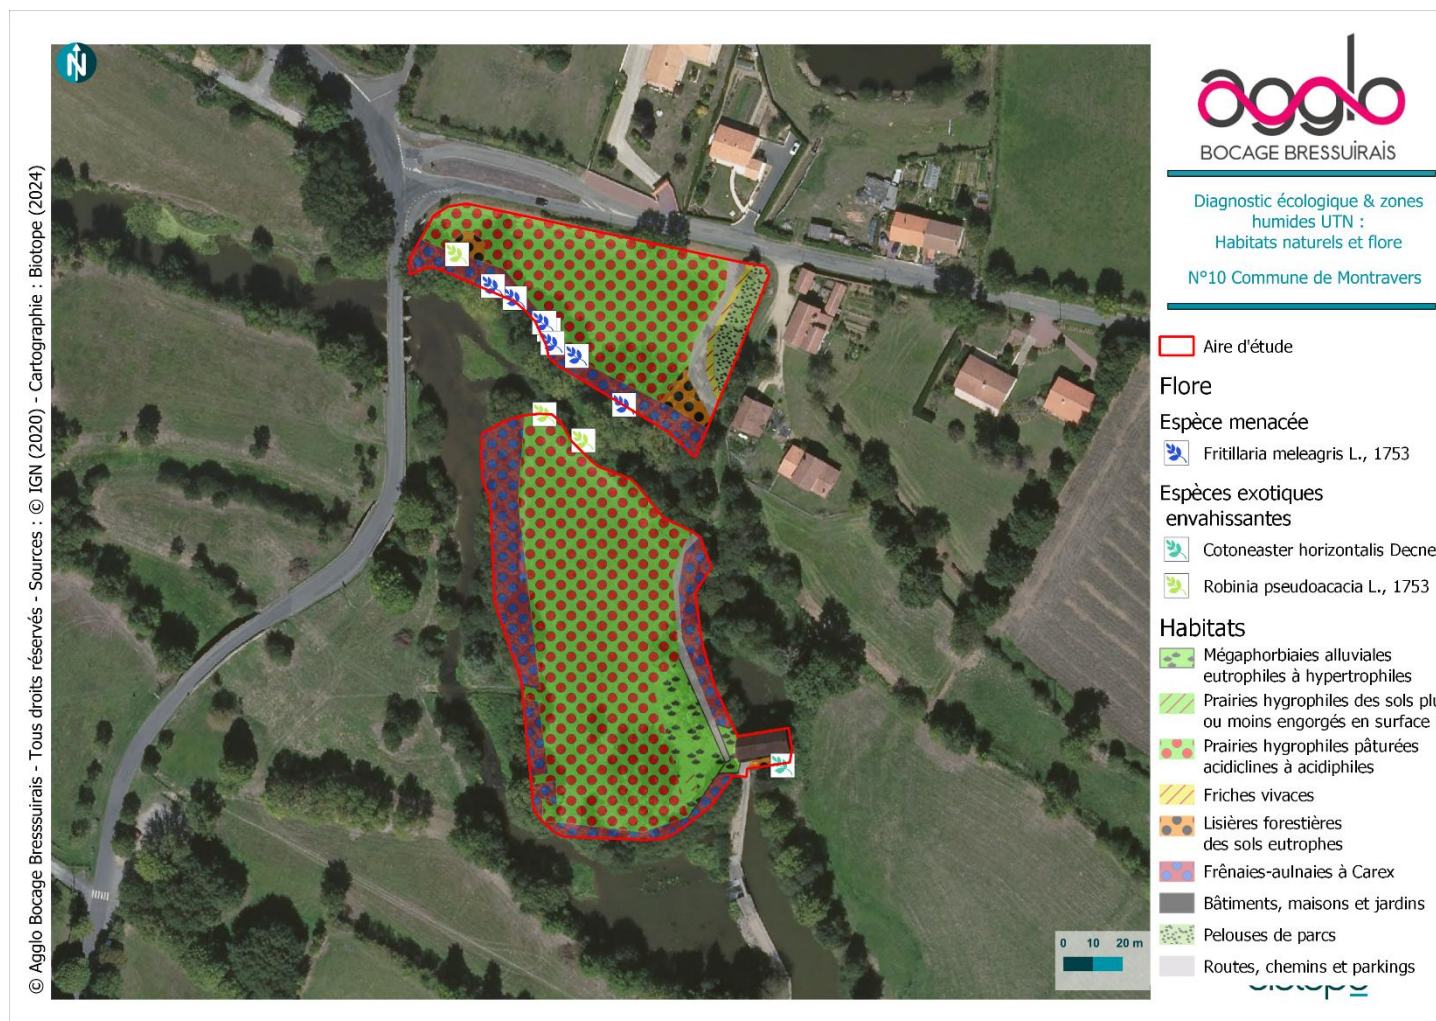 N
© Agglo Bocage Bresssuirais - Tous droits réservés - Sources : © IGN (2020) - Cartographie : Biotope (2024)
agglo
BOCAGE BRESSUIRAIS
Diagnostic écologique & zones
humides UTN :
Habitats naturels et flore
N°10 Commune de Montravers
Aire d'étude
Flore
Espèce menacée
Fritillaria meleagris L., 1753
Espèces exotiques
envahissantes
Cotoneaster horizontalis Decne
Robinia pseudoacacia L., 1753
Habitats
Mégaphorbiaies alluviales
eutrophiles à hypertrophiles
Prairies hygrophiles des sols plu
ou moins engorgés en surface
Prairies hygrophiles pâturées
acidiclines à acidiphiles
Friches vivaces
Lisières forestières
des sols eutrophes
Frênaies-aulnaies à Carex
Bâtiments, maisons et jardins
Pelouses de parcs
Routes, chemins et parkings
0 10 20 m